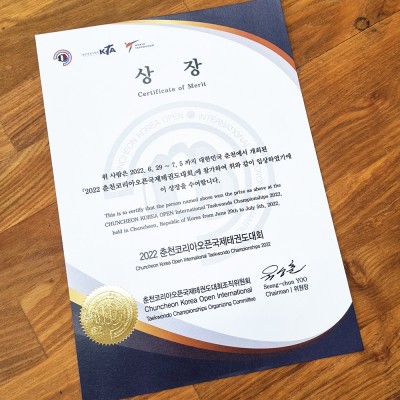 KTA
WORLD
TAEKWONDO
상 장
Certificate of Merit
위 사람은 2022. 6. 29 ~ 7. 5 까지 대한민국 춘천에서 개최된
「2022 춘천코리아오픈국제태권도대회」에 참가하여 위와 같이 입상하였기에
이 상장을 수여합니다.
This is to certify that the person named above won the prize as above at the
CHUNCHEON KOREA OPEN International Taekwondo Championships 2022,
held in Chuncheon, Republic of Korea from June 29th to July 5th, 2022.
2022 춘천코리아오픈국제태권도대회
Chuncheon Korea Open International Taekwondo Championships 2022
춘천코리아오픈국제태권도대회조직위원회
Chuncheon Korea Open International
Taekwondo Championships Organizing Committee
Seong-chon YOO
Chairman | 위원장
CHUNCHEON KOREA OPEN INTERNATIONAL